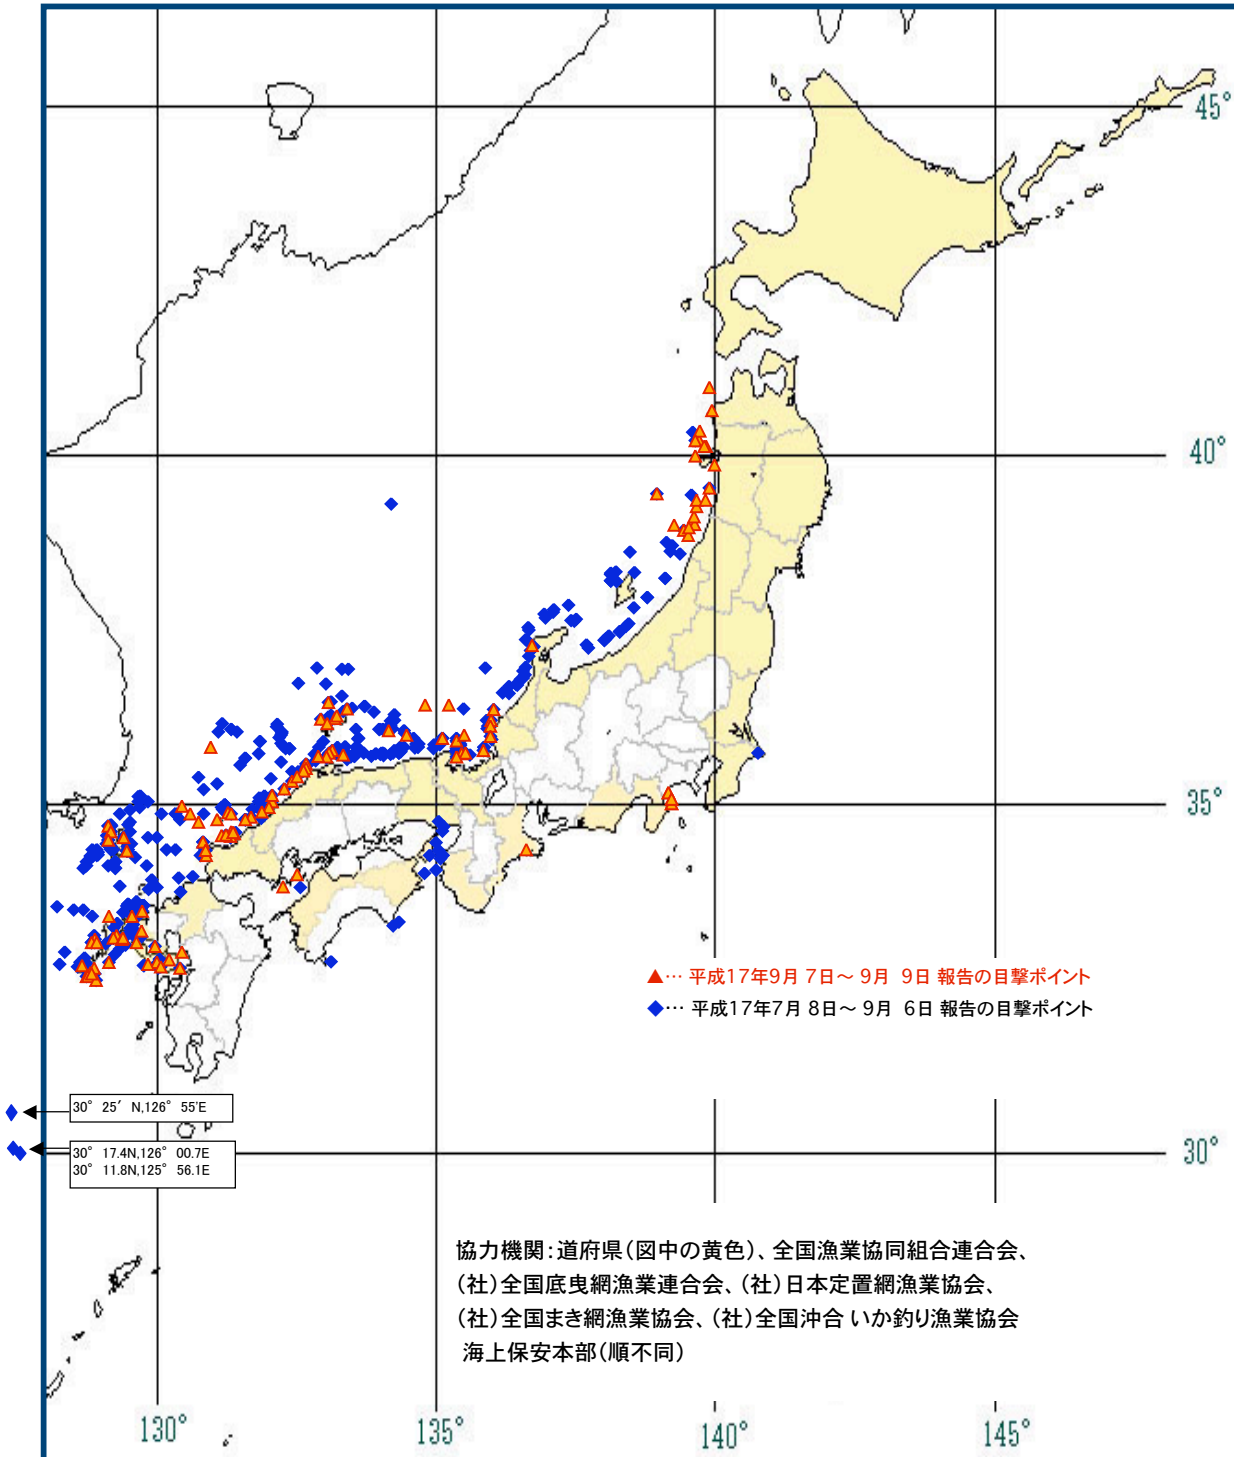 45°
40°
35°
▲… 平成17年9月 7日～ 9月 9日 報告の目撃ポイント
◆… 平成17年7月 8日～ 9月 6日 報告の目撃ポイント
30° 25′ N,126° 55'E
30° 17.4N,126° 00.7E
30° 11.8N,125° 56.1E
30°
協力機関：道府県（図中の黄色）、全国漁業協同組合連合会、
（社）全国底曳網漁業連合会、（社）日本定置網漁業協会、
（社）全国まき網漁業協会、（社）全国沖合 いか釣り漁業協会
海上保安本部（順不同）
130° 135° 140° 145°